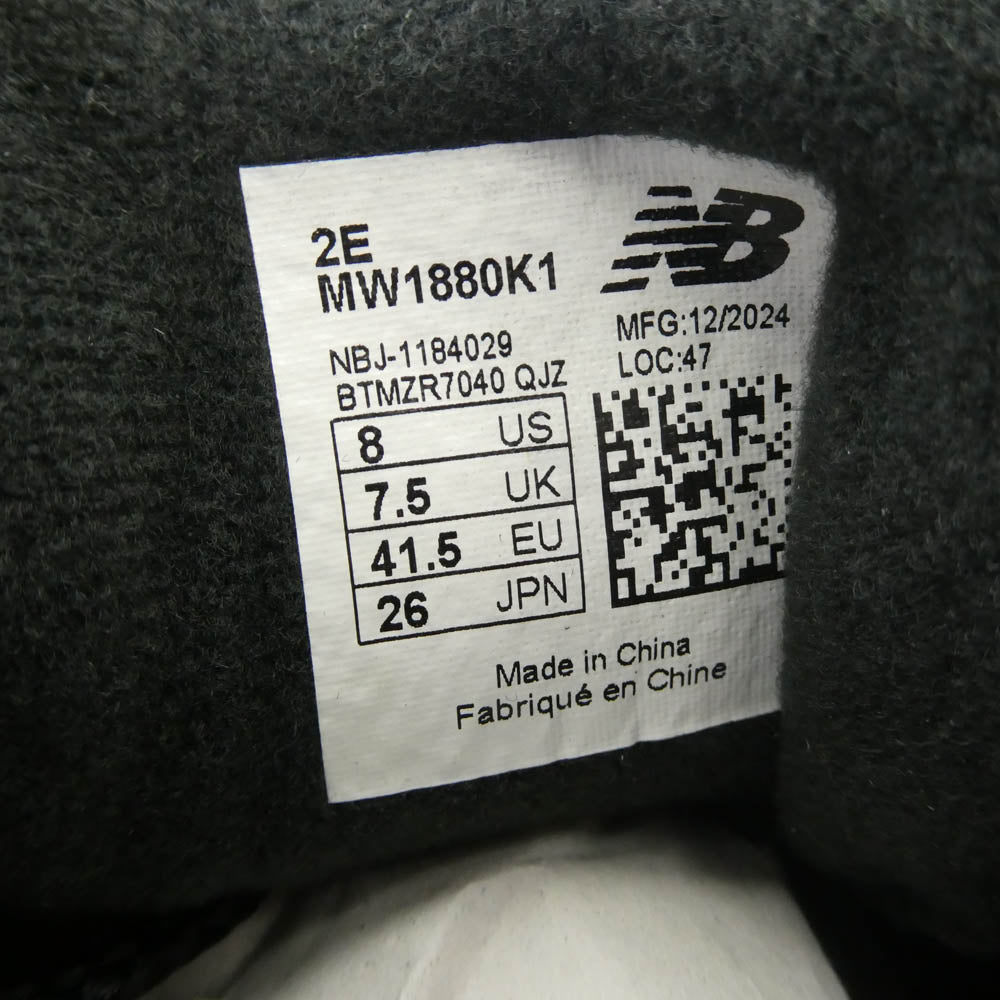 2E
MW1880K1
NB
NBJ-1184029
BTMZR7040 QJZ
MFG:12/2024
LOC:47
8 US
7.5 UK
41.5 EU
26 JPN
Made in China
Fabriqué en Chine